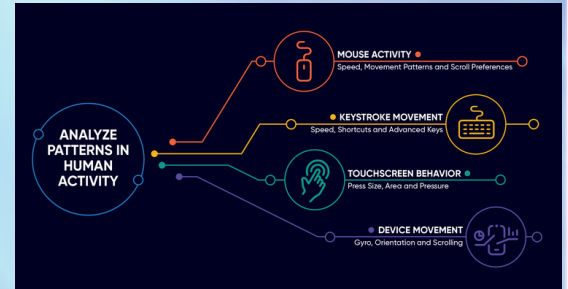 ANALYZE
PATTERNS IN
HUMAN
ACTIVITY
MOUSE ACTIVITY
Speed, Movement Patterns and Scroll Preferences
KEYSTROKE MOVEMENT
Speed, Shortcuts and Advanced Keys
TOUCHSCREEN BEHAVIOR
Press Size, Area and Pressure
DEVICE MOVEMENT
Gyro, Orientation and Scrolling